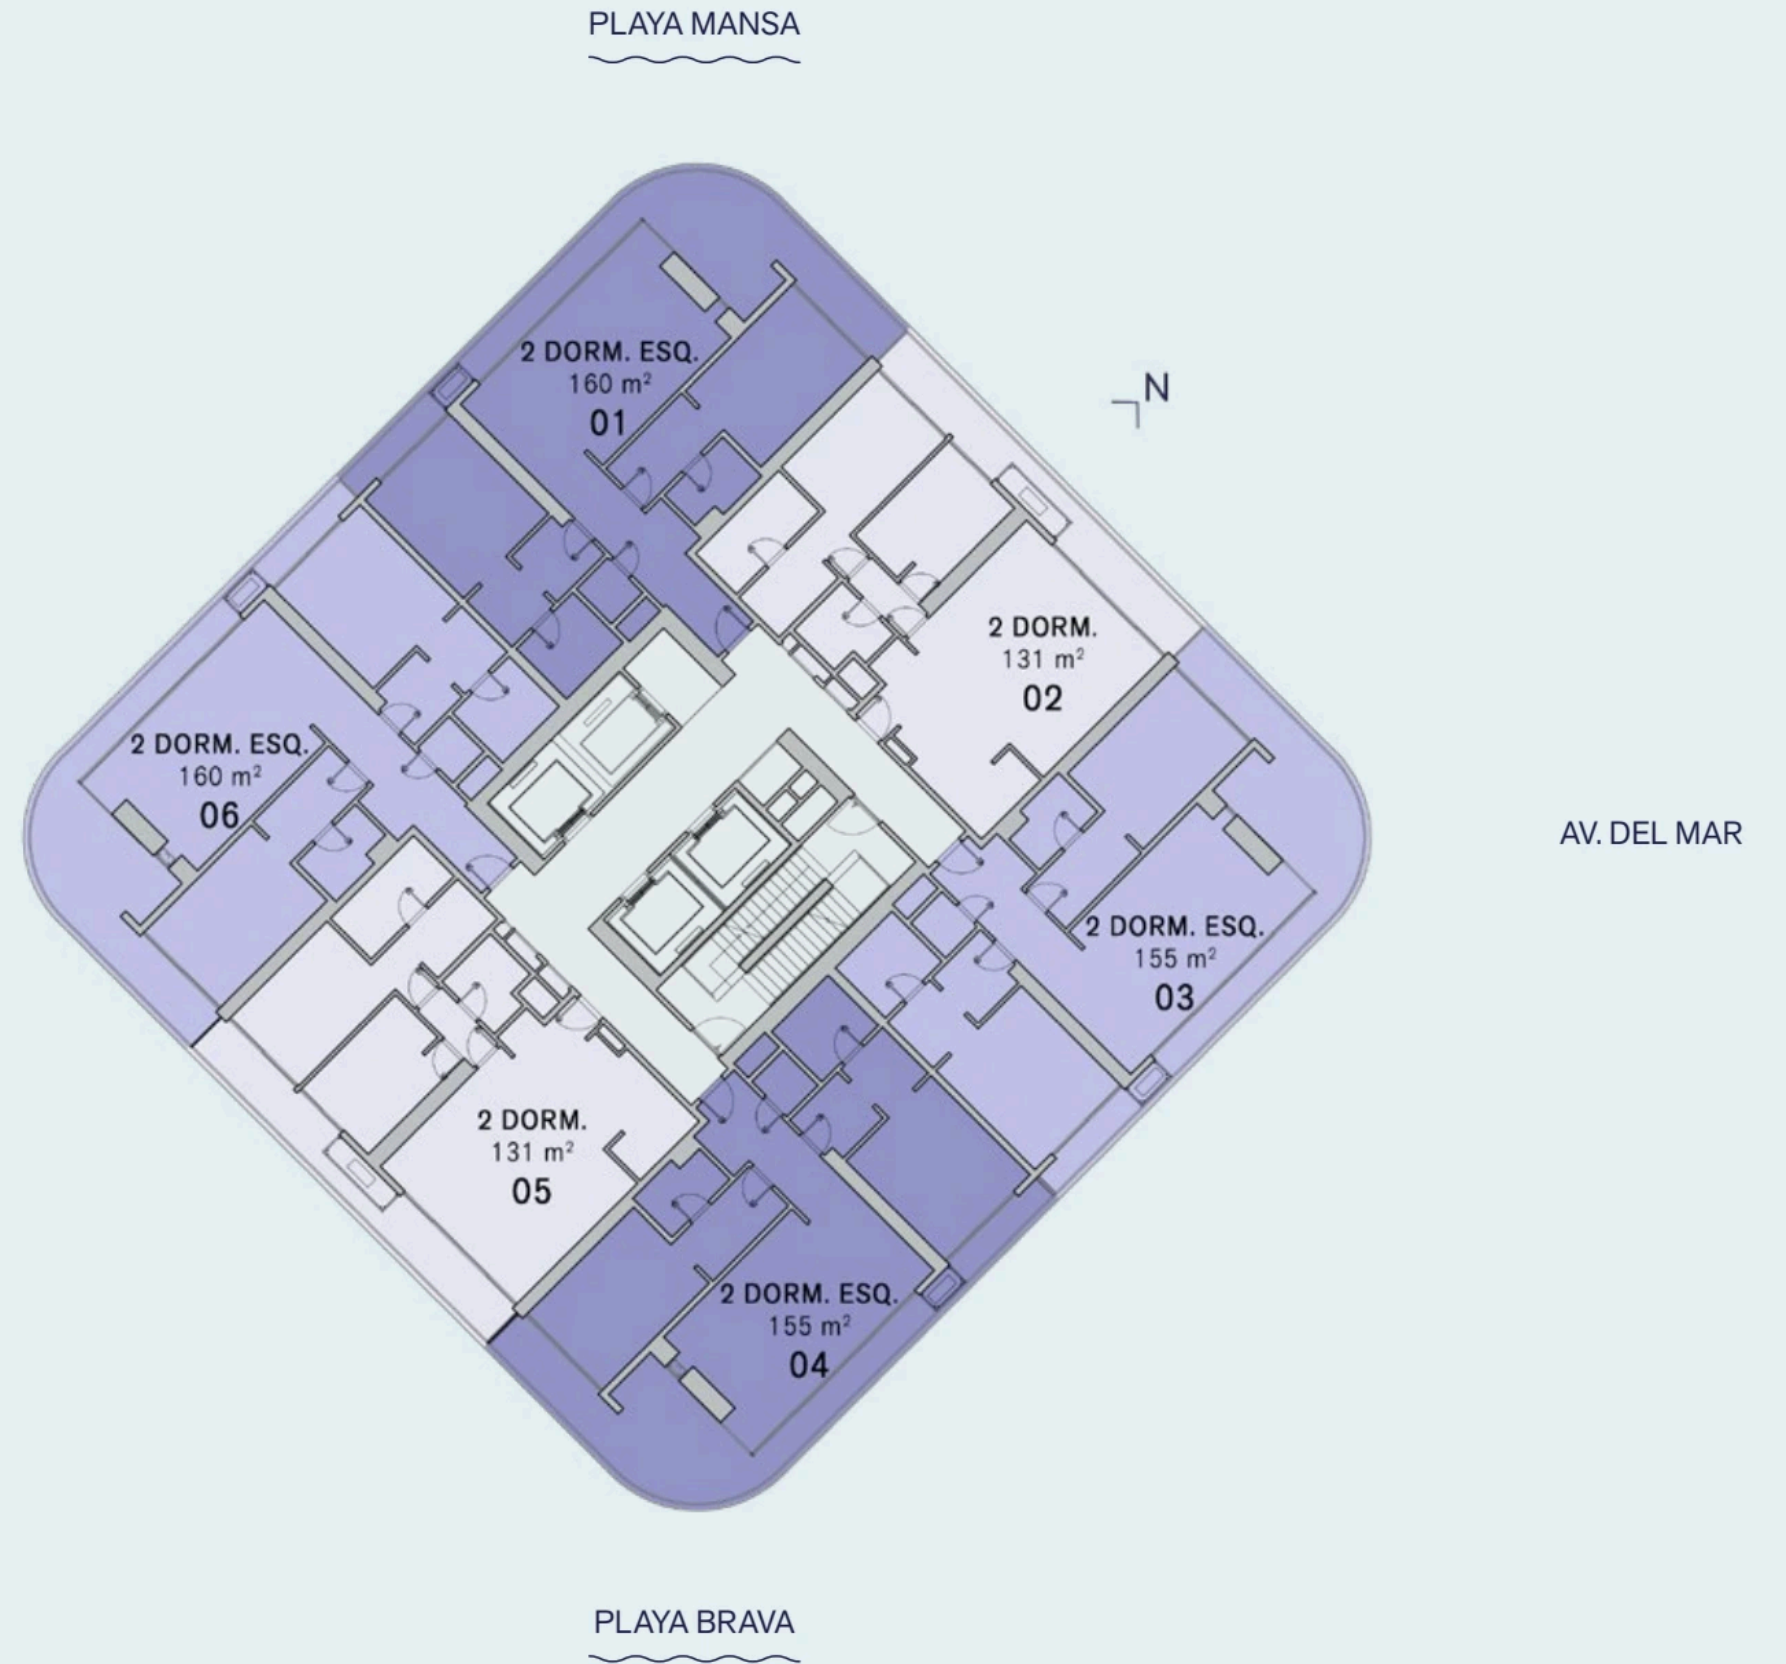 PLAYA MANSA
2 DORM. ESQ.
160 m²
01
N
2 DORM.
131 m²
02
2 DORM. ESQ.
160 m²
06
AV. DEL MAR
2 DORM. ESQ.
155 m²
03
2 DORM.
131 m²
05
2 DORM. ESQ.
155 m²
04
PLAYA BRAVA